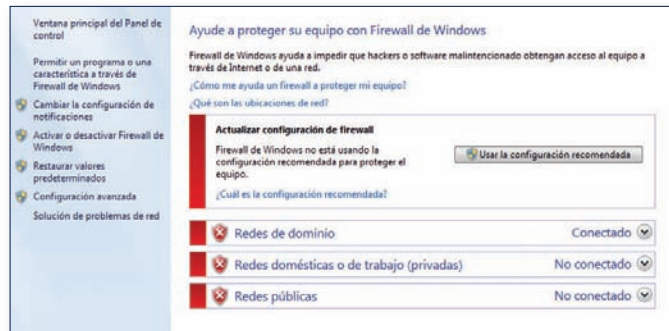 Ventana principal del Panel de
control
Permitir un programa o una
característica a través de
Firewall de Windows
Cambiar la configuración de
notificaciones
Activar o desactivar Firewall de
Windows
Restaurar valores
predeterminados
Configuración avanzada
Solución de problemas de red
Ayude a proteger su equipo con Firewall de Windows
Firewall de Windows ayuda a impedir que hackers o software malintencionado obtengan acceso al equipo a
través de Internet o de una red.
¿Cómo me ayuda un firewall a proteger mi equipo?
¿Qué son las ubicaciones de red?
Actualizar configuración de firewall
Firewall de Windows no está usando la
configuración recomendada para proteger el
equipo.
Usar la configuración recomendada
¿Cuál es la configuración recomendada?
Redes de dominio Conectado
Redes domésticas o de trabajo (privadas) No conectado
Redes públicas No conectado